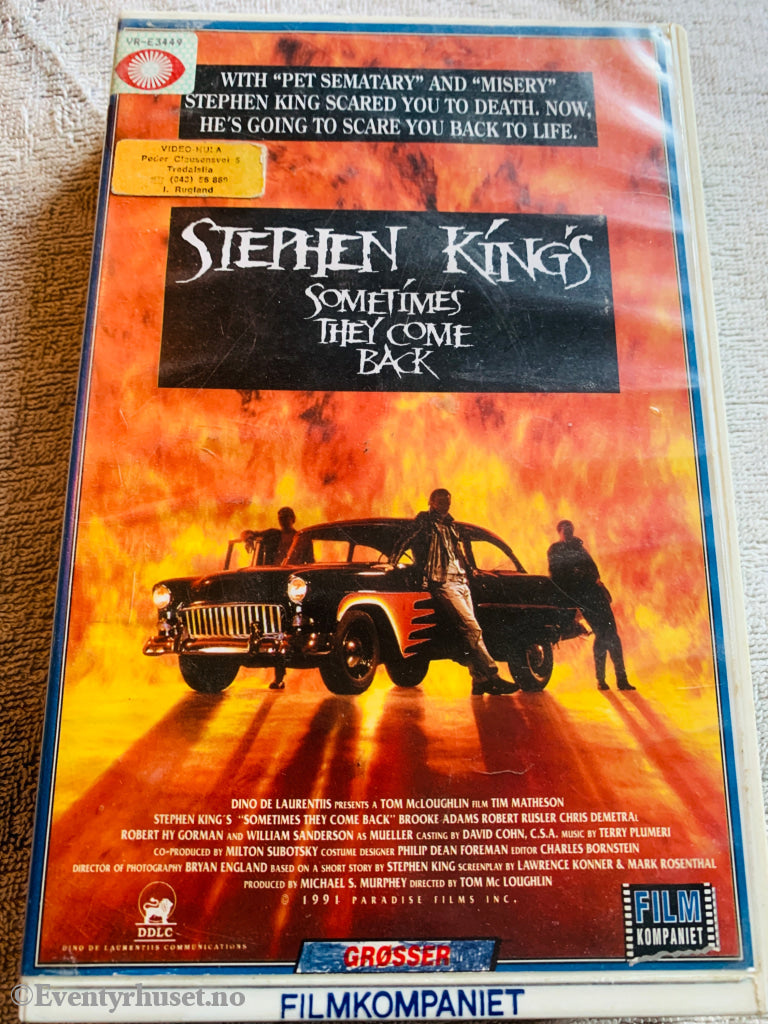 VR-E3449
WITH "PET SEMATARY" AND "MISERY"
STEPHEN KING SCARED YOU TO DEATH. NOW,
HE'S GOING TO SCARE YOU BACK TO LIFE.
VIDEO-HULA
Peder Clausensvei 5
Tredalslia
☎ (043) 56 889
I. Rugland
STEPHEN KING'S
SOMETIMES
THEY COME
BACK
DINO DE LAURENTIIS PRESENTS A TOM McLOUGHLIN FILM TIM MATHESON
STEPHEN KING'S "SOMETIMES THEY COME BACK" BROOKE ADAMS ROBERT RUSLER CHRIS DEMETRAL
ROBERT HY GORMAN AND WILLIAM SANDERSON AS MUELLER CASTING BY DAVID COHN, C.S.A. MUSIC BY TERRY PLUMERI
CO-PRODUCED BY MILTON SUBOTSKY COSTUME DESIGNER PHILIP DEAN FOREMAN EDITOR CHARLES BORNSTEIN
DIRECTOR OF PHOTOGRAPHY BRYAN ENGLAND BASED ON A SHORT STORY BY STEPHEN KING SCREENPLAY BY LAWRENCE KONNER & MARK ROSENTHAL
PRODUCED BY MICHAEL S. MURPHEY DIRECTED BY TOM Mc LOUGHLIN
© 1991 PARADISE FILMS INC.
DDLC
DINO DE LAURENTIIS COMMUNICATIONS
FILM
KOMPANIET
GRØSSER
FILMKOMPANIET
©Eventyrhuset.no